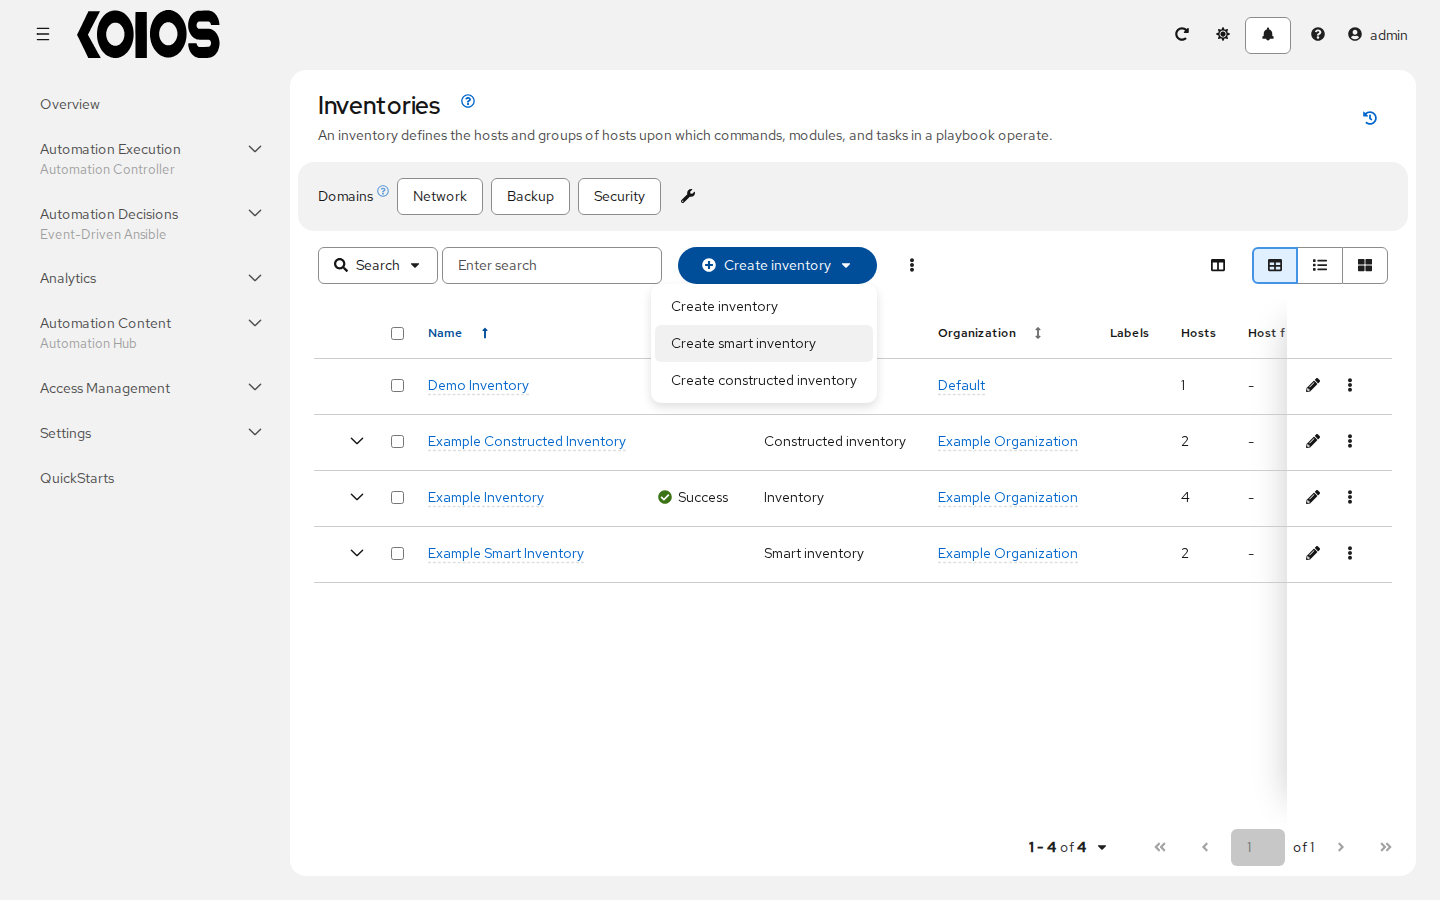 KOIOS
admin
Overview
Automation Execution
Automation Controller
Automation Decisions
Event-Driven Ansible
Analytics
Automation Content
Automation Hub
Access Management
Settings
QuickStarts
Inventories
An inventory defines the hosts and groups of hosts upon which commands, modules, and tasks in a playbook operate.
Domains Network Backup Security
Search Enter search Create inventory
Create inventory
Create smart inventory
Create constructed inventory
Name Organization Labels Hosts Host f
Demo Inventory Default 1 -
Example Constructed Inventory Constructed inventory Example Organization 2 -
Example Inventory Success Inventory Example Organization 4 -
Example Smart Inventory Smart inventory Example Organization 2 -
1 - 4 of 4 1 of 1